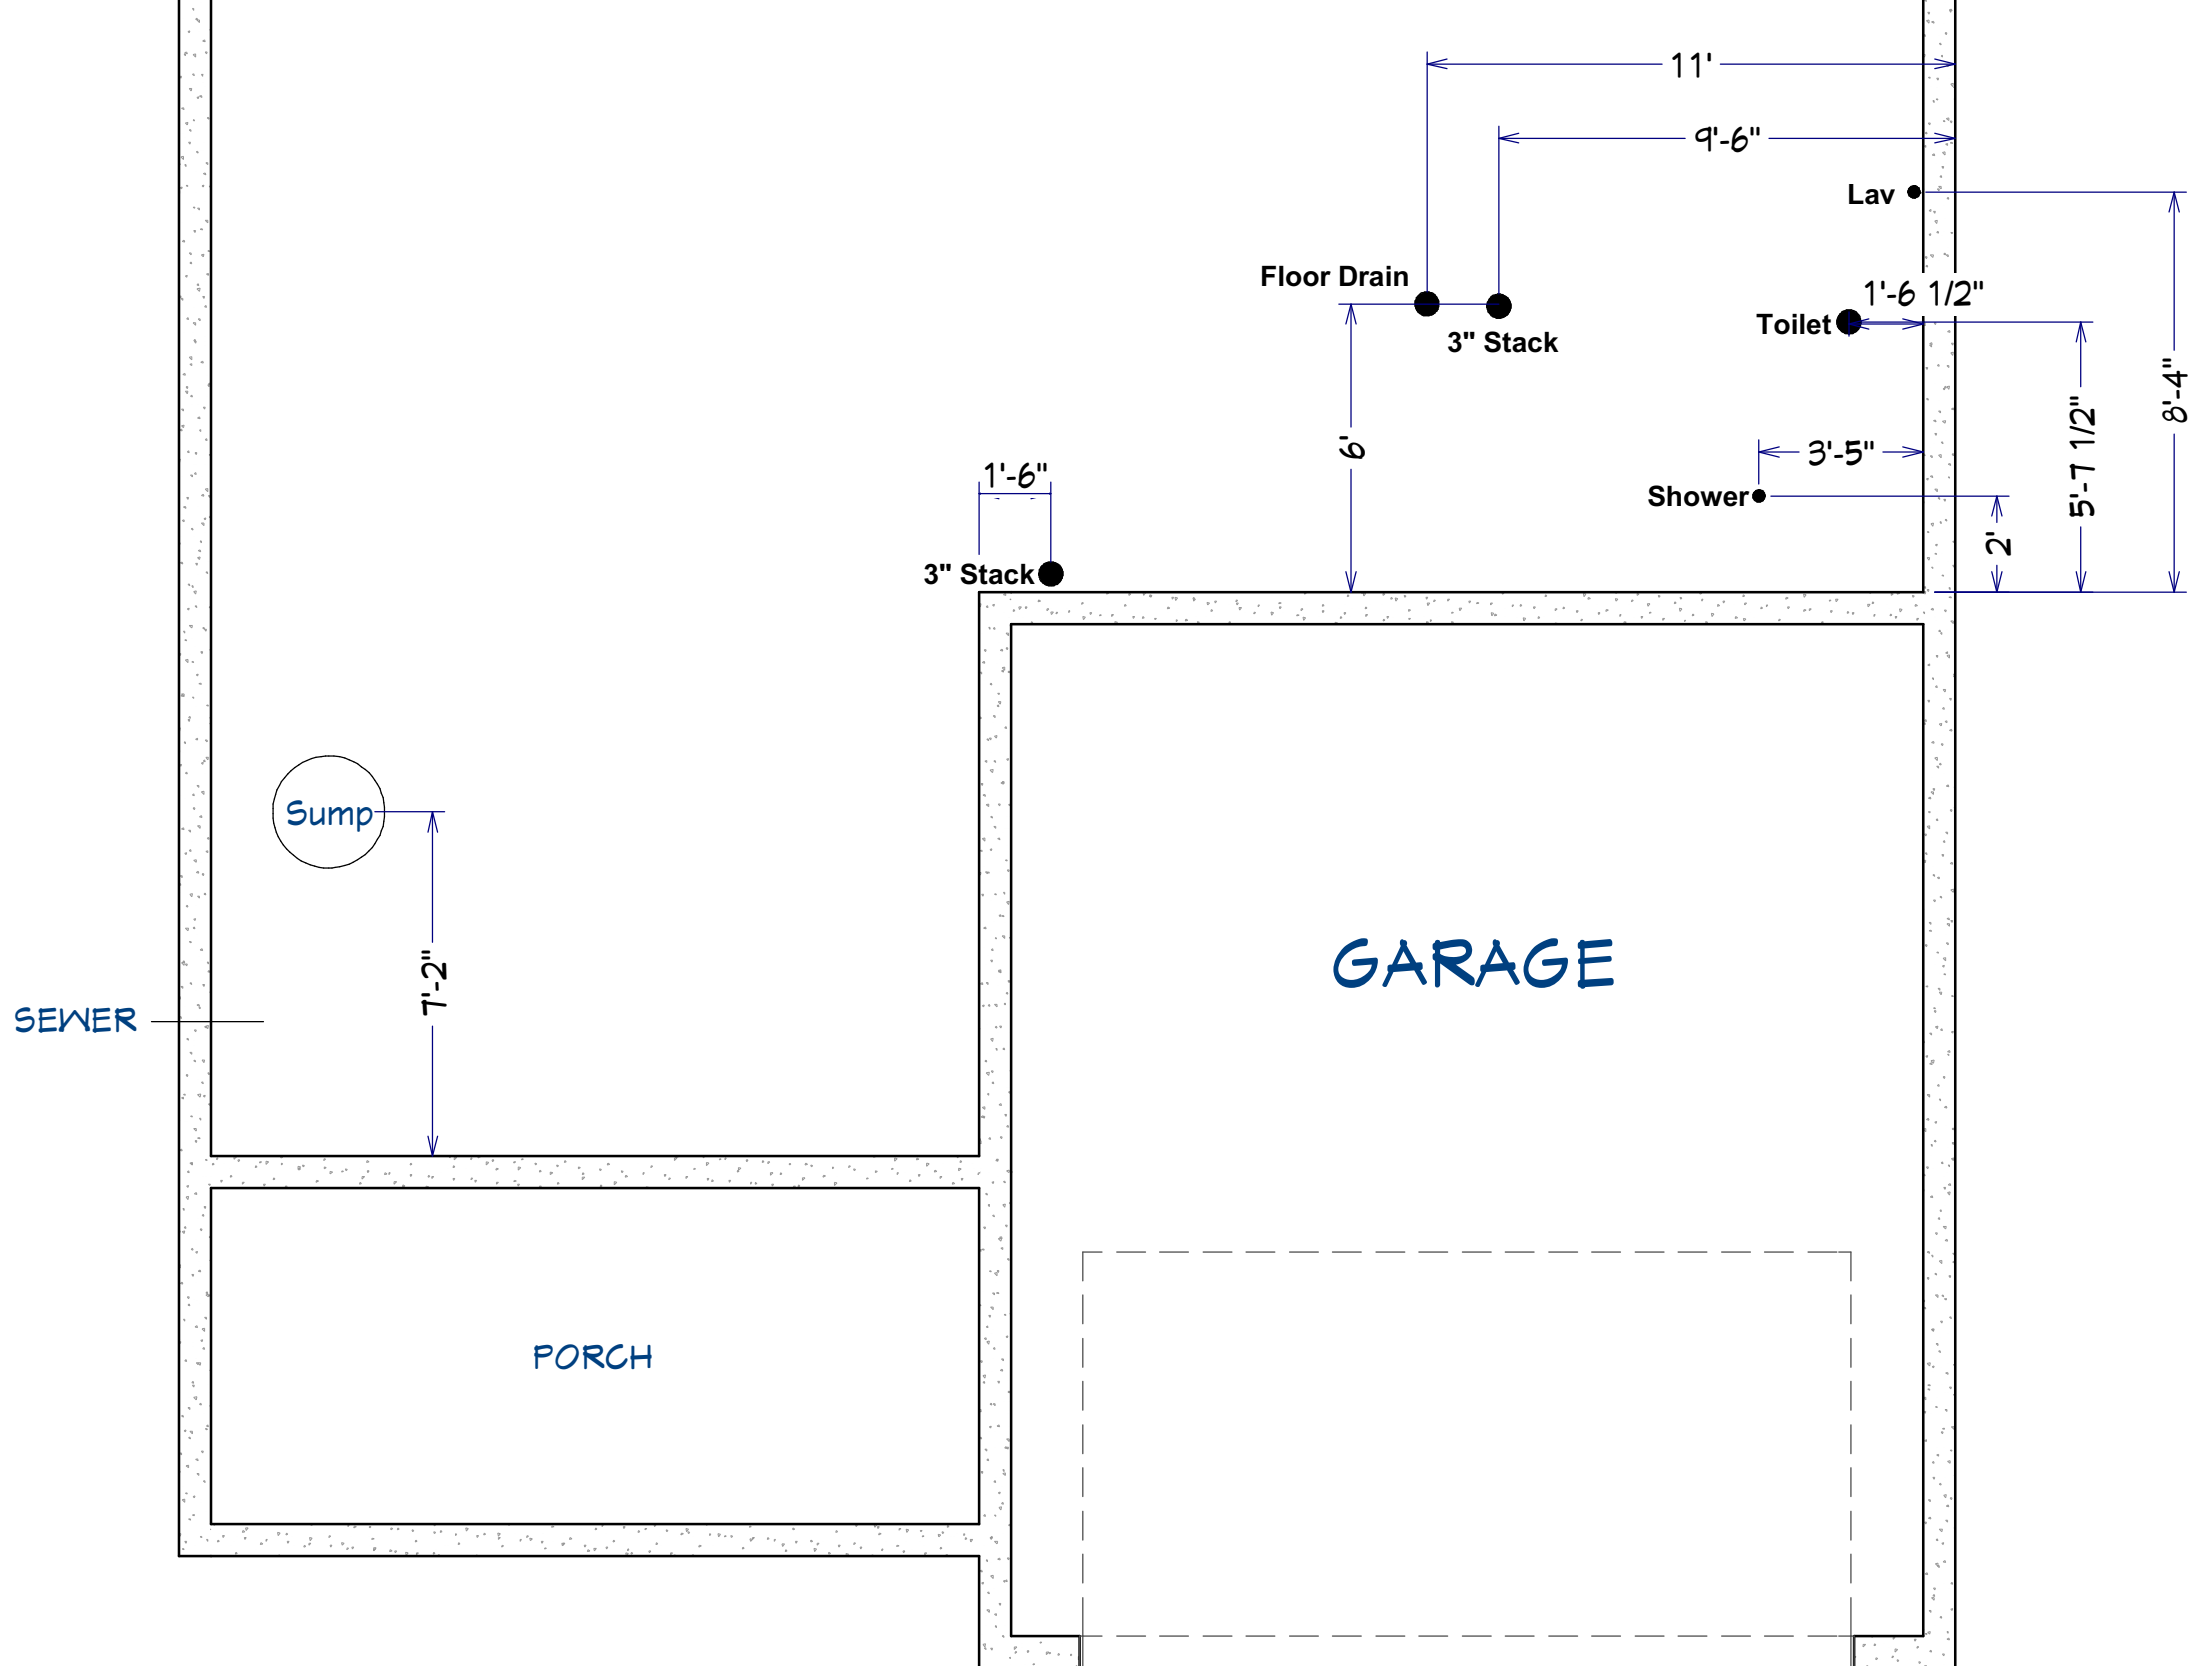 11'
9'-6"
Lav
Floor Drain
1'-6 1/2"
Toilet
3" Stack
8'-4"
5'-7 1/2"
6'
3'-5"
1'-6"
Shower
2'
3" Stack
Sump
7'-2"
GARAGE
SEWER
PORCH